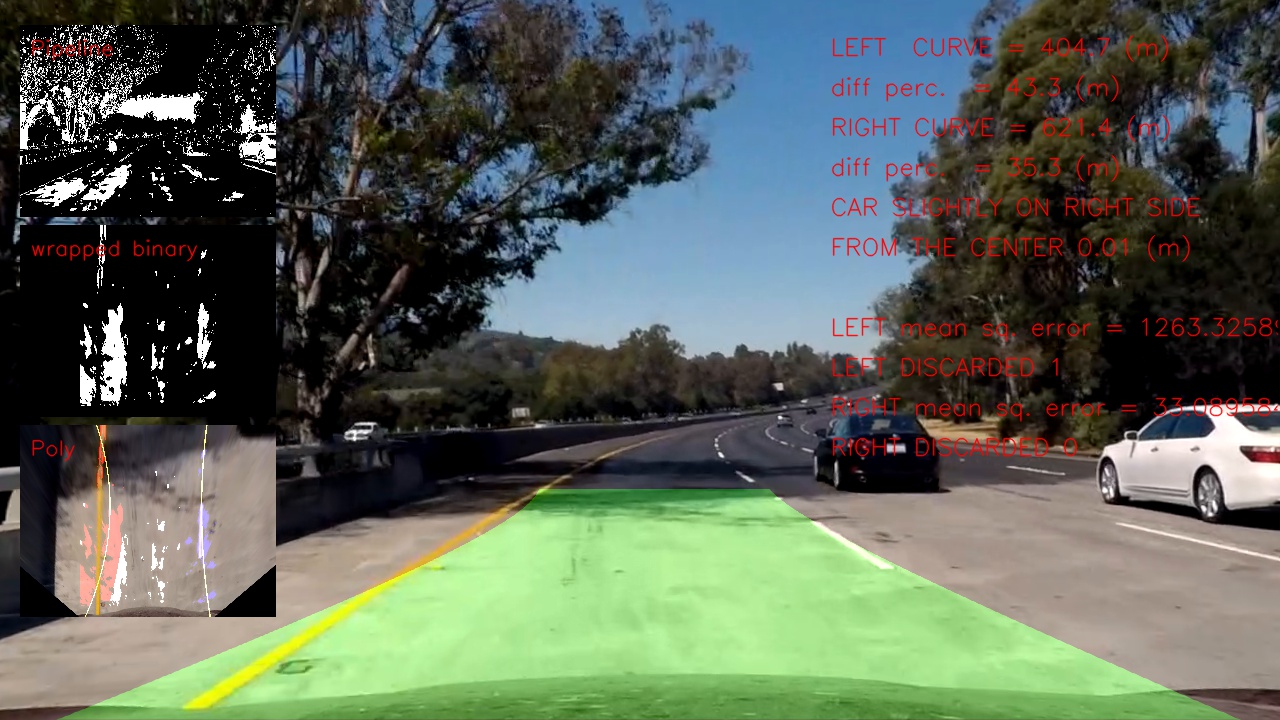 Pipeline
wrapped binary
Poly
LEFT CURVE = 404.7 (m)
diff perc. = 43.3 (m)
RIGHT CURVE = 621.4 (m)
diff perc. = 35.3 (m)
CAR SLIGHTLY ON RIGHT SIDE
FROM THE CENTER 0.01 (m)
LEFT mean sq. error = 1263.3258
LEFT DISCARDED 1
RIGHT mean sq. error = 33.08958
RIGHT DISCARDED 0